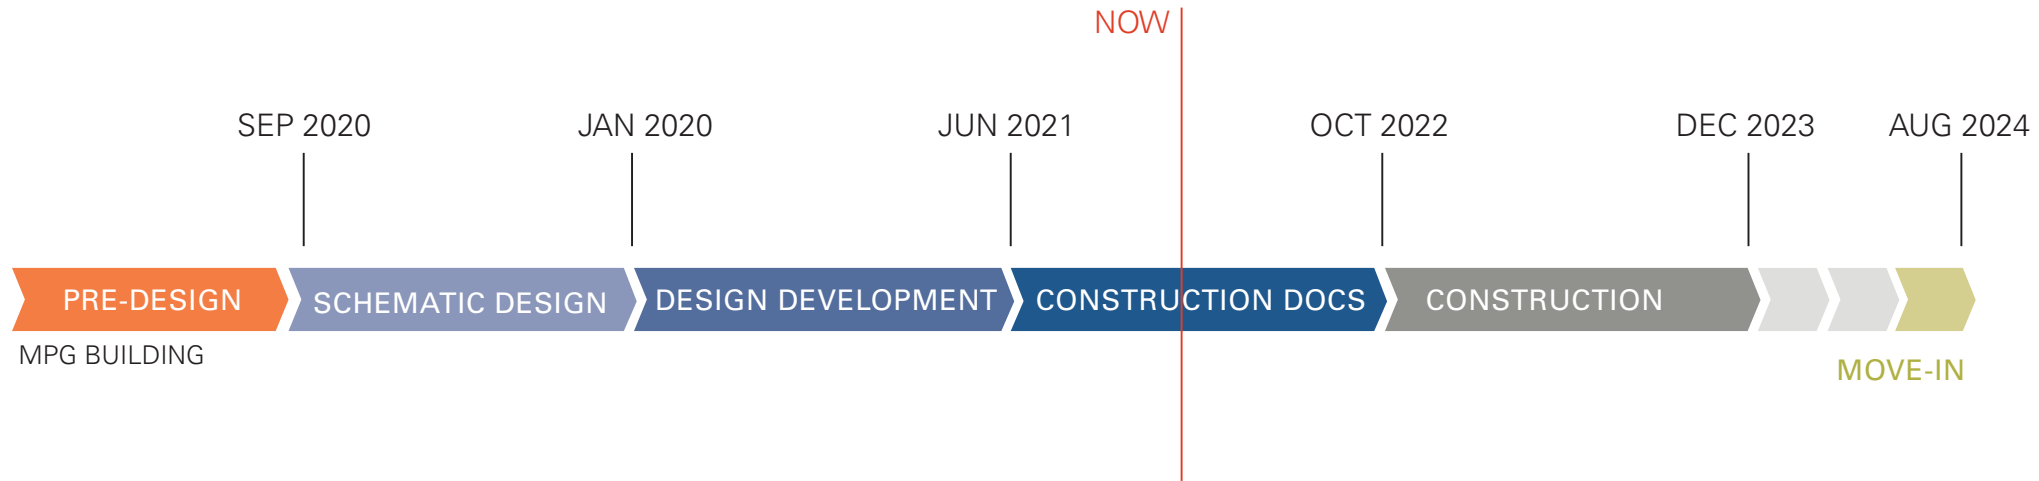 NOW
SEP 2020
JAN 2020
JUN 2021
OCT 2022
DEC 2023
AUG 2024
PRE-DESIGN
SCHEMATIC DESIGN
DESIGN DEVELOPMENT
CONSTRUCTION DOCS
CONSTRUCTION
MPG BUILDING
MOVE-IN